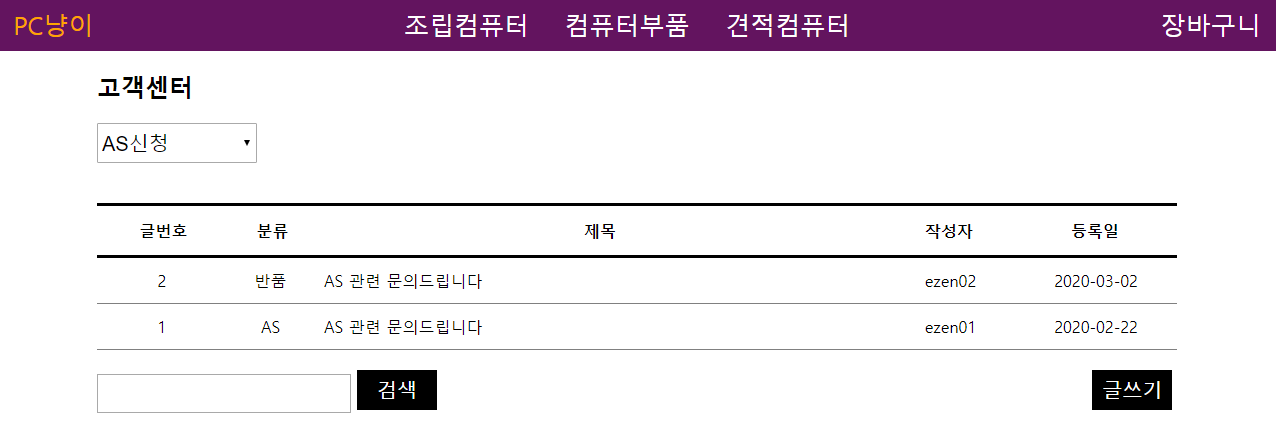 PC냥이 조립컴퓨터 컴퓨터부품 견적컴퓨터 장바구니
고객센터
AS신청
글번호 분류 제목 작성자 등록일
2 반품 AS 관련 문의드립니다 ezen02 2020-03-02
1 AS AS 관련 문의드립니다 ezen01 2020-02-22
검색 글쓰기